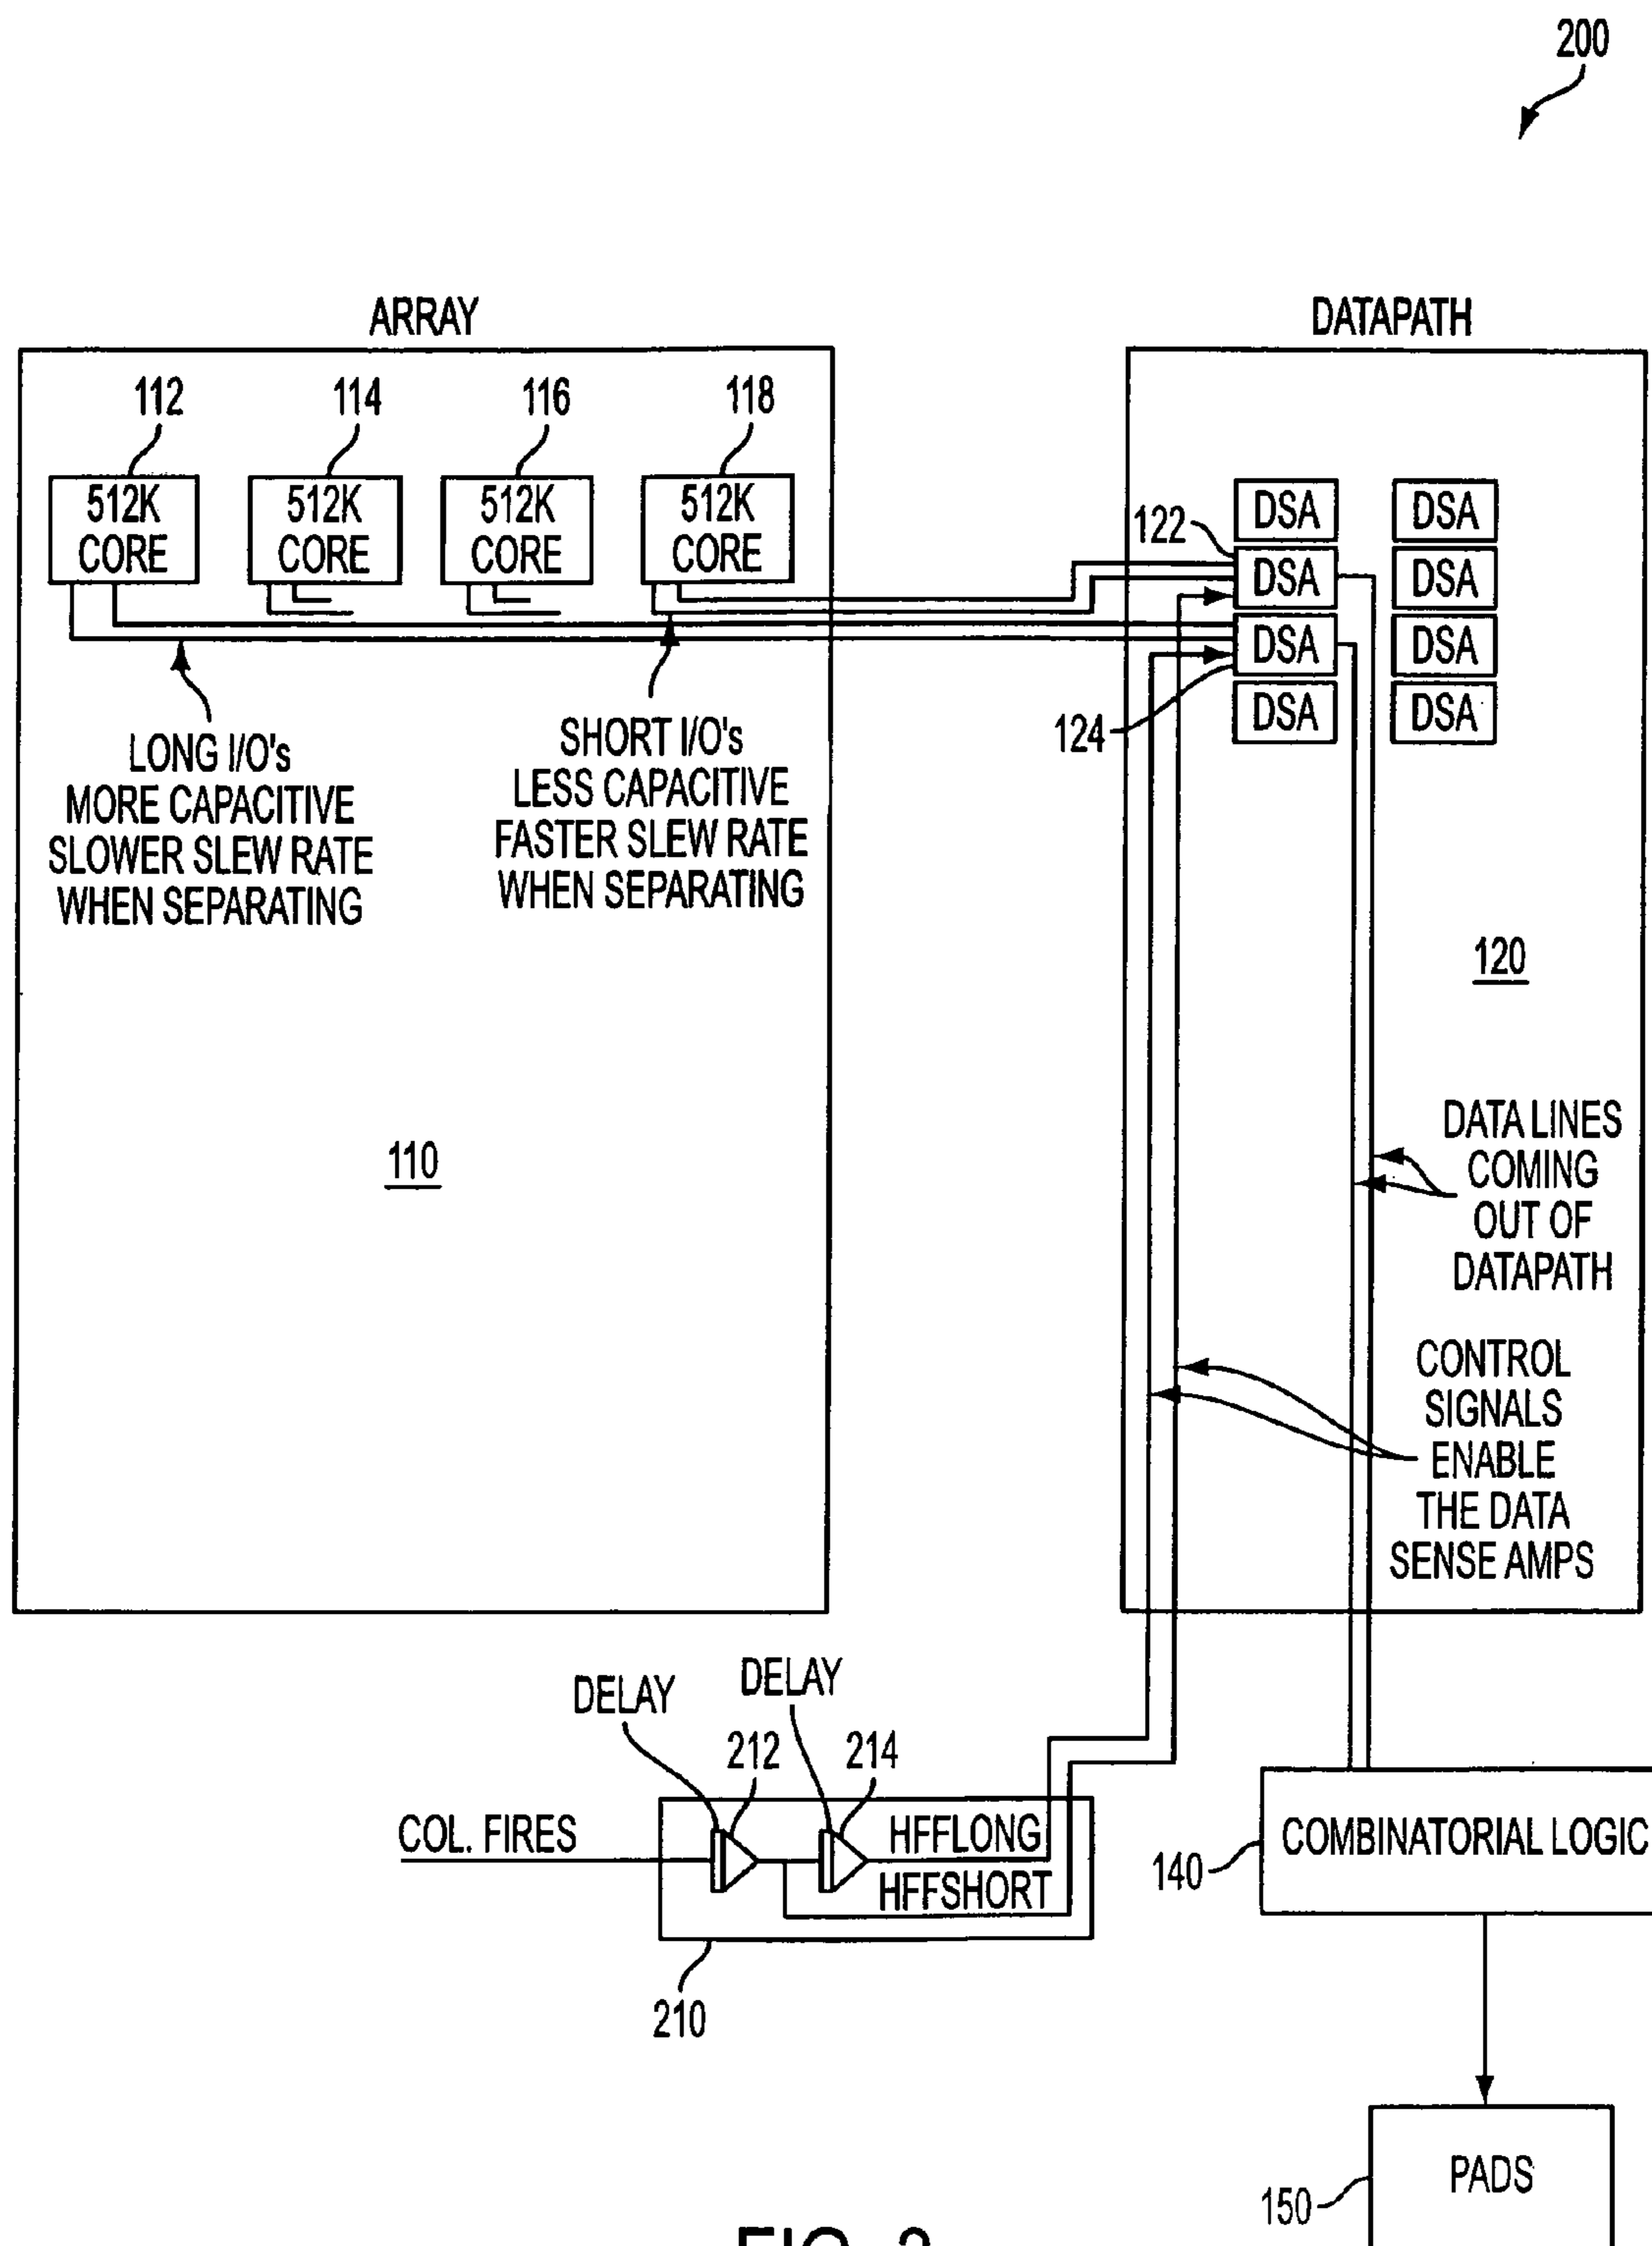 200
ARRAY
DATAPATH
112
114
116
118
512K
CORE
512K
CORE
512K
CORE
512K
CORE
122
124
DSA
DSA
DSA
DSA
DSA
DSA
DSA
DSA
LONG I/O's
MORE CAPACITIVE
SLOWER SLEW RATE
WHEN SEPARATING
SHORT I/O's
LESS CAPACITIVE
FASTER SLEW RATE
WHEN SEPARATING
120
110
DATA LINES
COMING
OUT OF
DATAPATH
CONTROL
SIGNALS
ENABLE
THE DATA
SENSE AMPS
DELAY
DELAY
212
214
COL. FIRES
HFFLONG
HFFSHORT
210
140
COMBINATORIAL LOGIC
150
PADS